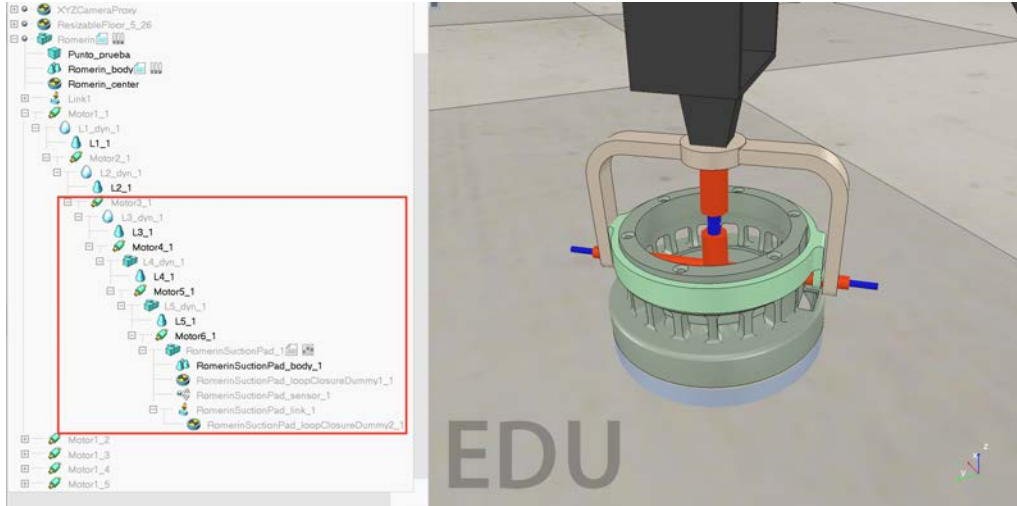 XYZCameraProxy
ResizableFloor_5_26
Romerin
Punto_prueba
Romerin_body
Romerin_center
Link1
Motor1_1
L1_dyn_1
L1_1
Motor2_1
L2_dyn_1
L2_1
Motor3_1
L3_dyn_1
L3_1
Motor4_1
L4_dyn_1
L4_1
Motor5_1
L5_dyn_1
L5_1
Motor6_1
RomerinSuctionPad_1
RomerinSuctionPad_body_1
RomerinSuctionPad_loopClosureDummy1_1
RomerinSuctionPad_sensor_1
RomerinSuctionPad_link_1
RomerinSuctionPad_loopClosureDummy2_1
Motor1_2
Motor1_3
Motor1_4
Motor1_5
EDU
z
x
y